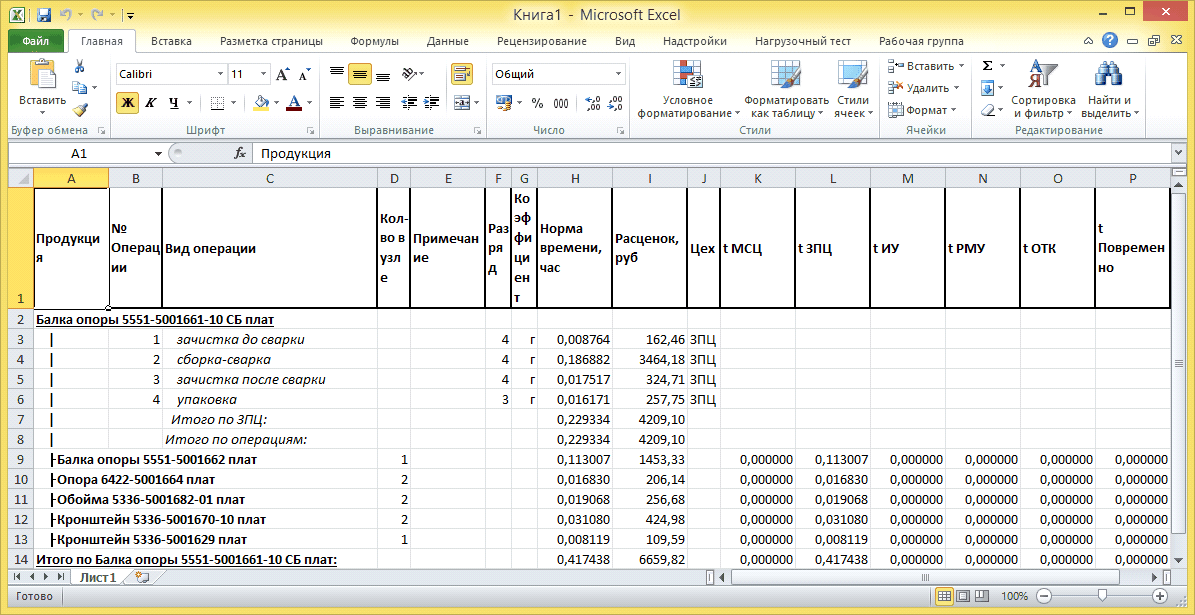 Книга1 - Microsoft Excel
Файл Главная Вставка Разметка страницы Формулы Данные Рецензирование Вид Надстройки Нагрузочный тест Рабочая группа
Вставить
Буфер обмена
Calibri 11
Ж К Ч
Шрифт
Выравнивание
Общий
% 000
Число
Условное форматирование
Форматировать как таблицу
Стили ячеек
Стили
Вставить
Удалить
Формат
Ячейки
Σ
Сортировка и фильтр
Найти и выделить
Редактирование
A1 fx Продукция
A B C D E F G H I J K L M N O P
1 Продукция № Операции Вид операции Кол-во в узле Примечание Разряд Коэффициент Норма времени, час Расценок, руб Цех t МСЦ t ЗПЦ t ИУ t РМУ t ОТК t Повременно
2 Балка опоры 5551-5001661-10 СБ плат
3 | 1 зачистка до сварки 4 г 0,008764 162,46 ЗПЦ
4 | 2 сборка-сварка 4 г 0,186882 3464,18 ЗПЦ
5 | 3 зачистка после сварки 4 г 0,017517 324,71 ЗПЦ
6 | 4 упаковка 3 г 0,016171 257,75 ЗПЦ
7 | Итого по ЗПЦ: 0,229334 4209,10
8 | Итого по операциям: 0,229334 4209,10
9 ├Балка опоры 5551-5001662 плат 1 0,113007 1453,33 0,000000 0,113007 0,000000 0,000000 0,000000 0,000000
10 ├Опора 6422-5001664 плат 2 0,016830 206,14 0,000000 0,016830 0,000000 0,000000 0,000000 0,000000
11 ├Обойма 5336-5001682-01 плат 2 0,019068 256,68 0,000000 0,019068 0,000000 0,000000 0,000000 0,000000
12 ├Кронштейн 5336-5001670-10 плат 2 0,031080 424,98 0,000000 0,031080 0,000000 0,000000 0,000000 0,000000
13 ├Кронштейн 5336-5001629 плат 1 0,008119 109,59 0,000000 0,008119 0,000000 0,000000 0,000000 0,000000
14 Итого по Балка опоры 5551-5001661-10 СБ плат: 0,417438 6659,82 0,000000 0,417438 0,000000 0,000000 0,000000 0,000000
Лист1
Готово 100%